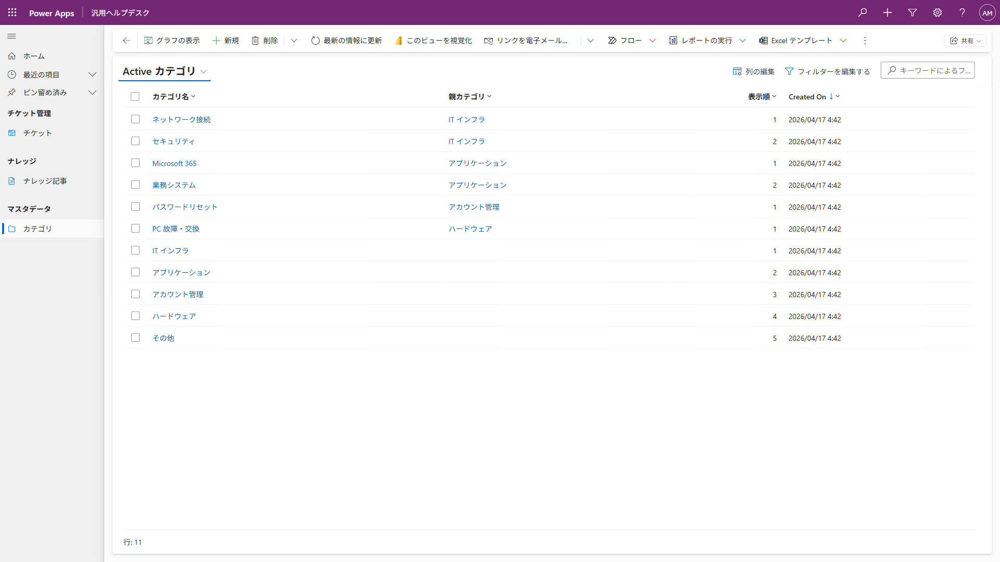 Power Apps 汎用ヘルプデスク AM
グラフの表示 新規 削除 最新の情報に更新 このビューを視覚化 リンクを電子メール... フロー レポートの実行 Excel テンプレート 共有
ホーム
最近の項目
ピン留め済み
チケット管理
チケット
ナレッジ
ナレッジ記事
マスタデータ
カテゴリ
Active カテゴリ 列の編集 フィルターを編集する キーワードによるフ...
カテゴリ名 親カテゴリ 表示順 Created On
ネットワーク接続 IT インフラ 1 2026/04/17 4:42
セキュリティ IT インフラ 2 2026/04/17 4:42
Microsoft 365 アプリケーション 1 2026/04/17 4:42
業務システム アプリケーション 2 2026/04/17 4:42
パスワードリセット アカウント管理 1 2026/04/17 4:42
PC 故障・交換 ハードウェア 1 2026/04/17 4:42
IT インフラ 1 2026/04/17 4:42
アプリケーション 2 2026/04/17 4:42
アカウント管理 3 2026/04/17 4:42
ハードウェア 4 2026/04/17 4:42
その他 5 2026/04/17 4:42
行: 11